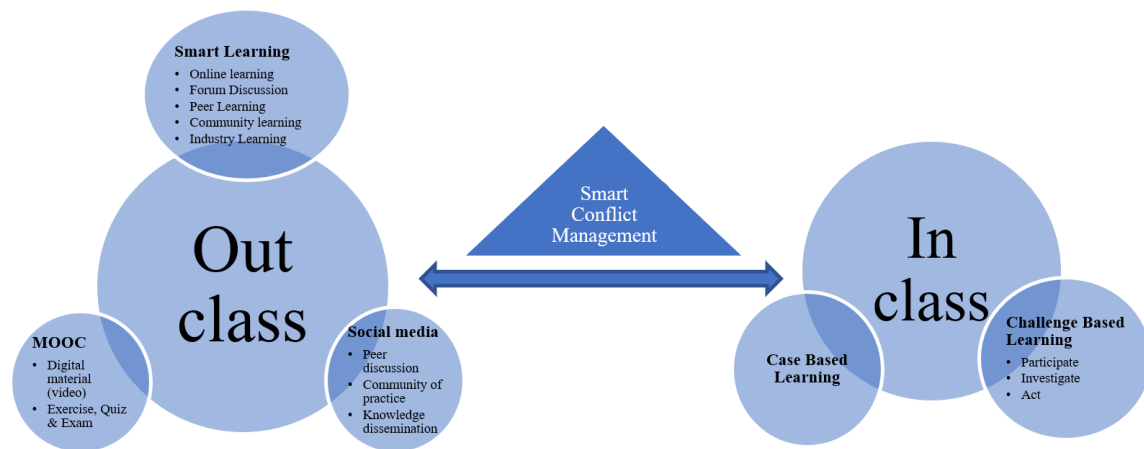 Smart Learning
• Online learning
• Forum Discussion
• Peer Learning
• Community learning
• Industry Learning
Out
class
MOOC
• Digital
material
(video)
• Exercise, Quiz
& Exam
Social media
• Peer
discussion
• Community of
practice
• Knowledge
dissemination
Smart
Conflict
Management
In
class
Case Based
Learning
Challenge Based
Learning
• Participate
• Investigate
• Act